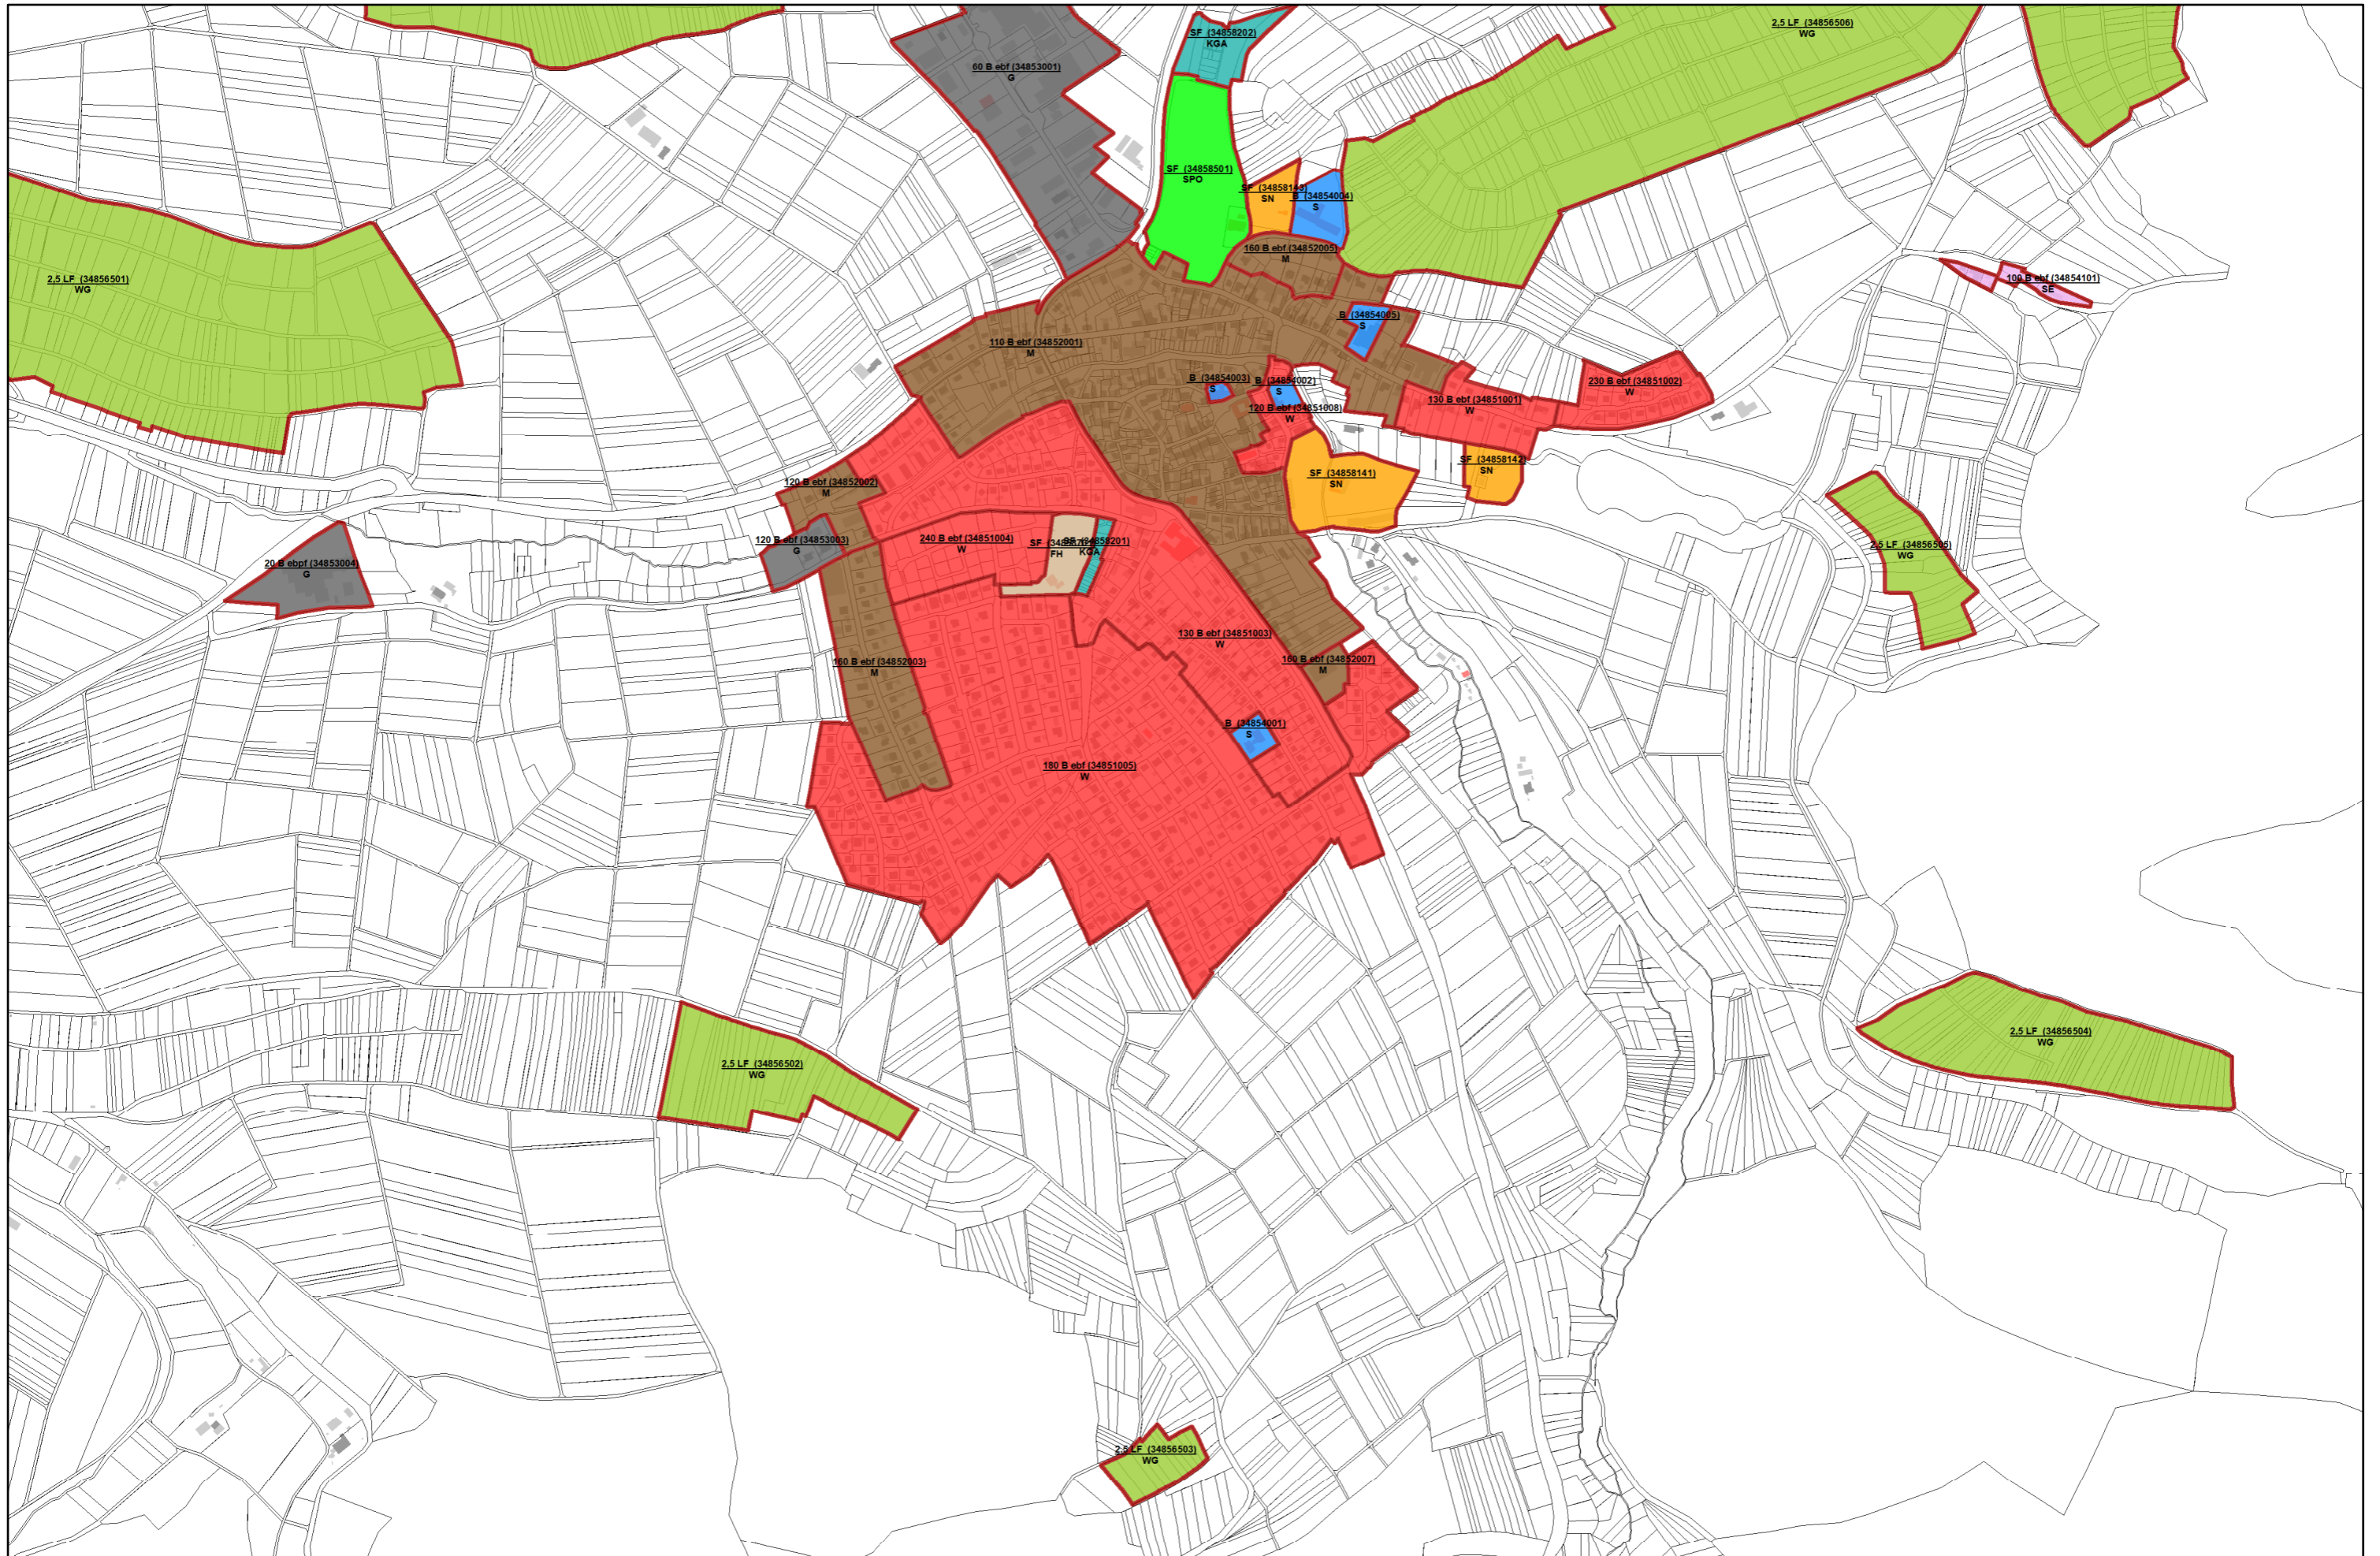 2,5 LF (34856506)
WG
SF (34858202)
KGA
60 B ebf (34853001)
G
SF (34858501)
SPO
SF (34858143)
SN
B (34854004)
S
160 B ebf (34852005)
M
2,5 LF (34856501)
WG
100 B ebf (34854101)
SE
B (34854005)
S
110 B ebf (34852001)
M
B (34854003)
S
B (34854002)
S
230 B ebf (34851002)
W
130 B ebf (34851001)
W
120 B ebf (34851008)
W
SF (34858141)
SN
SF (34858142)
SN
120 B ebf (34852002)
M
120 B ebf (34853003)
G
240 B ebf (34851004)
W
SF
FH
KGA
2,5 LF (34856505)
WG
20 B ebpf (34853004)
G
130 B ebf (34851003)
W
160 B ebf (34852003)
M
160 B ebf (34852007)
M
B (34854001)
S
180 B ebf (34851005)
W
2,5 LF (34856504)
WG
2,5 LF (34856502)
WG
2,5 LF (34856503)
WG